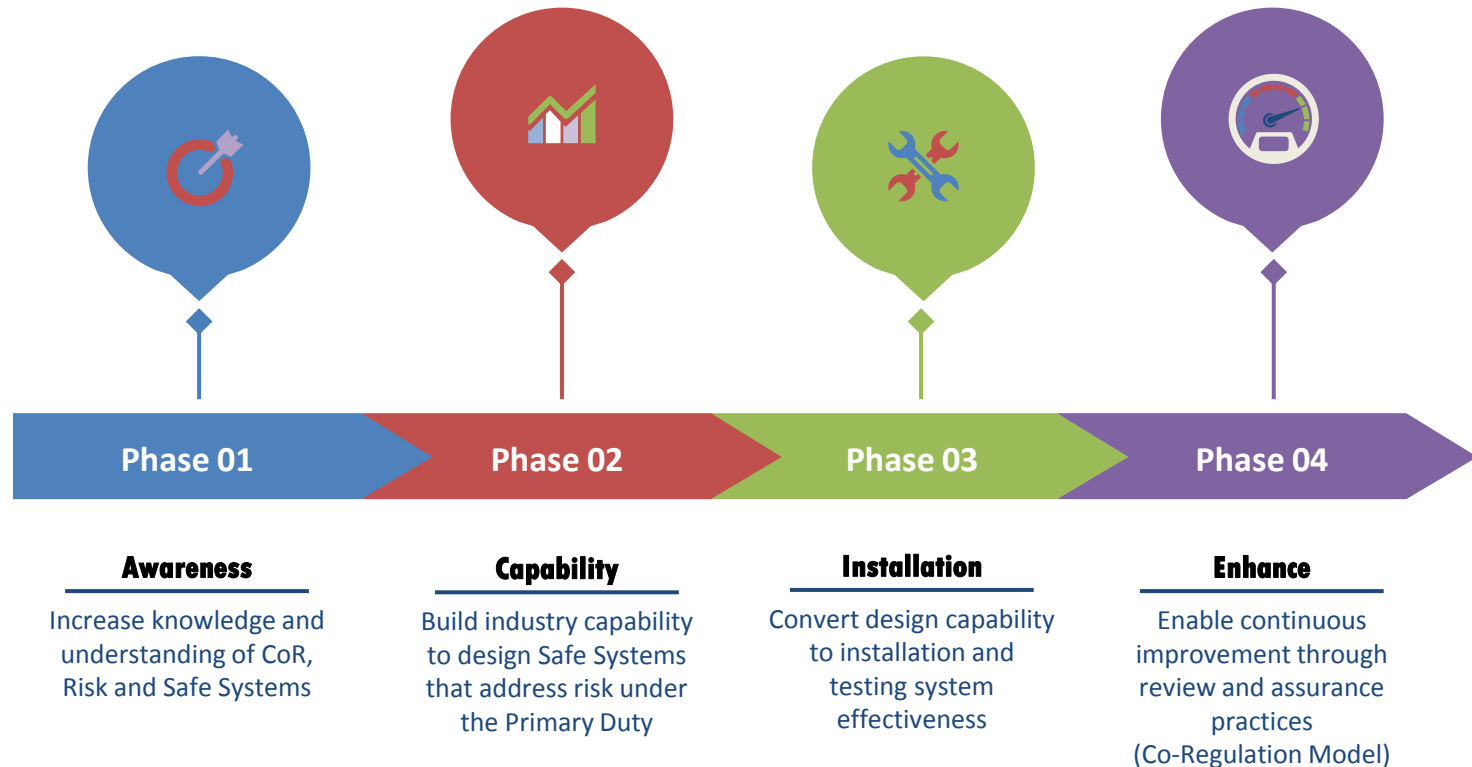 Phase 01
Phase 02
Phase 03
Phase 04
Awareness
Increase knowledge and
understanding of CoR,
Risk and Safe Systems
Capability
Build industry capability
to design Safe Systems
that address risk under
the Primary Duty
Installation
Convert design capability
to installation and
testing system
effectiveness
Enhance
Enable continuous
improvement through
review and assurance
practices
(Co-Regulation Model)